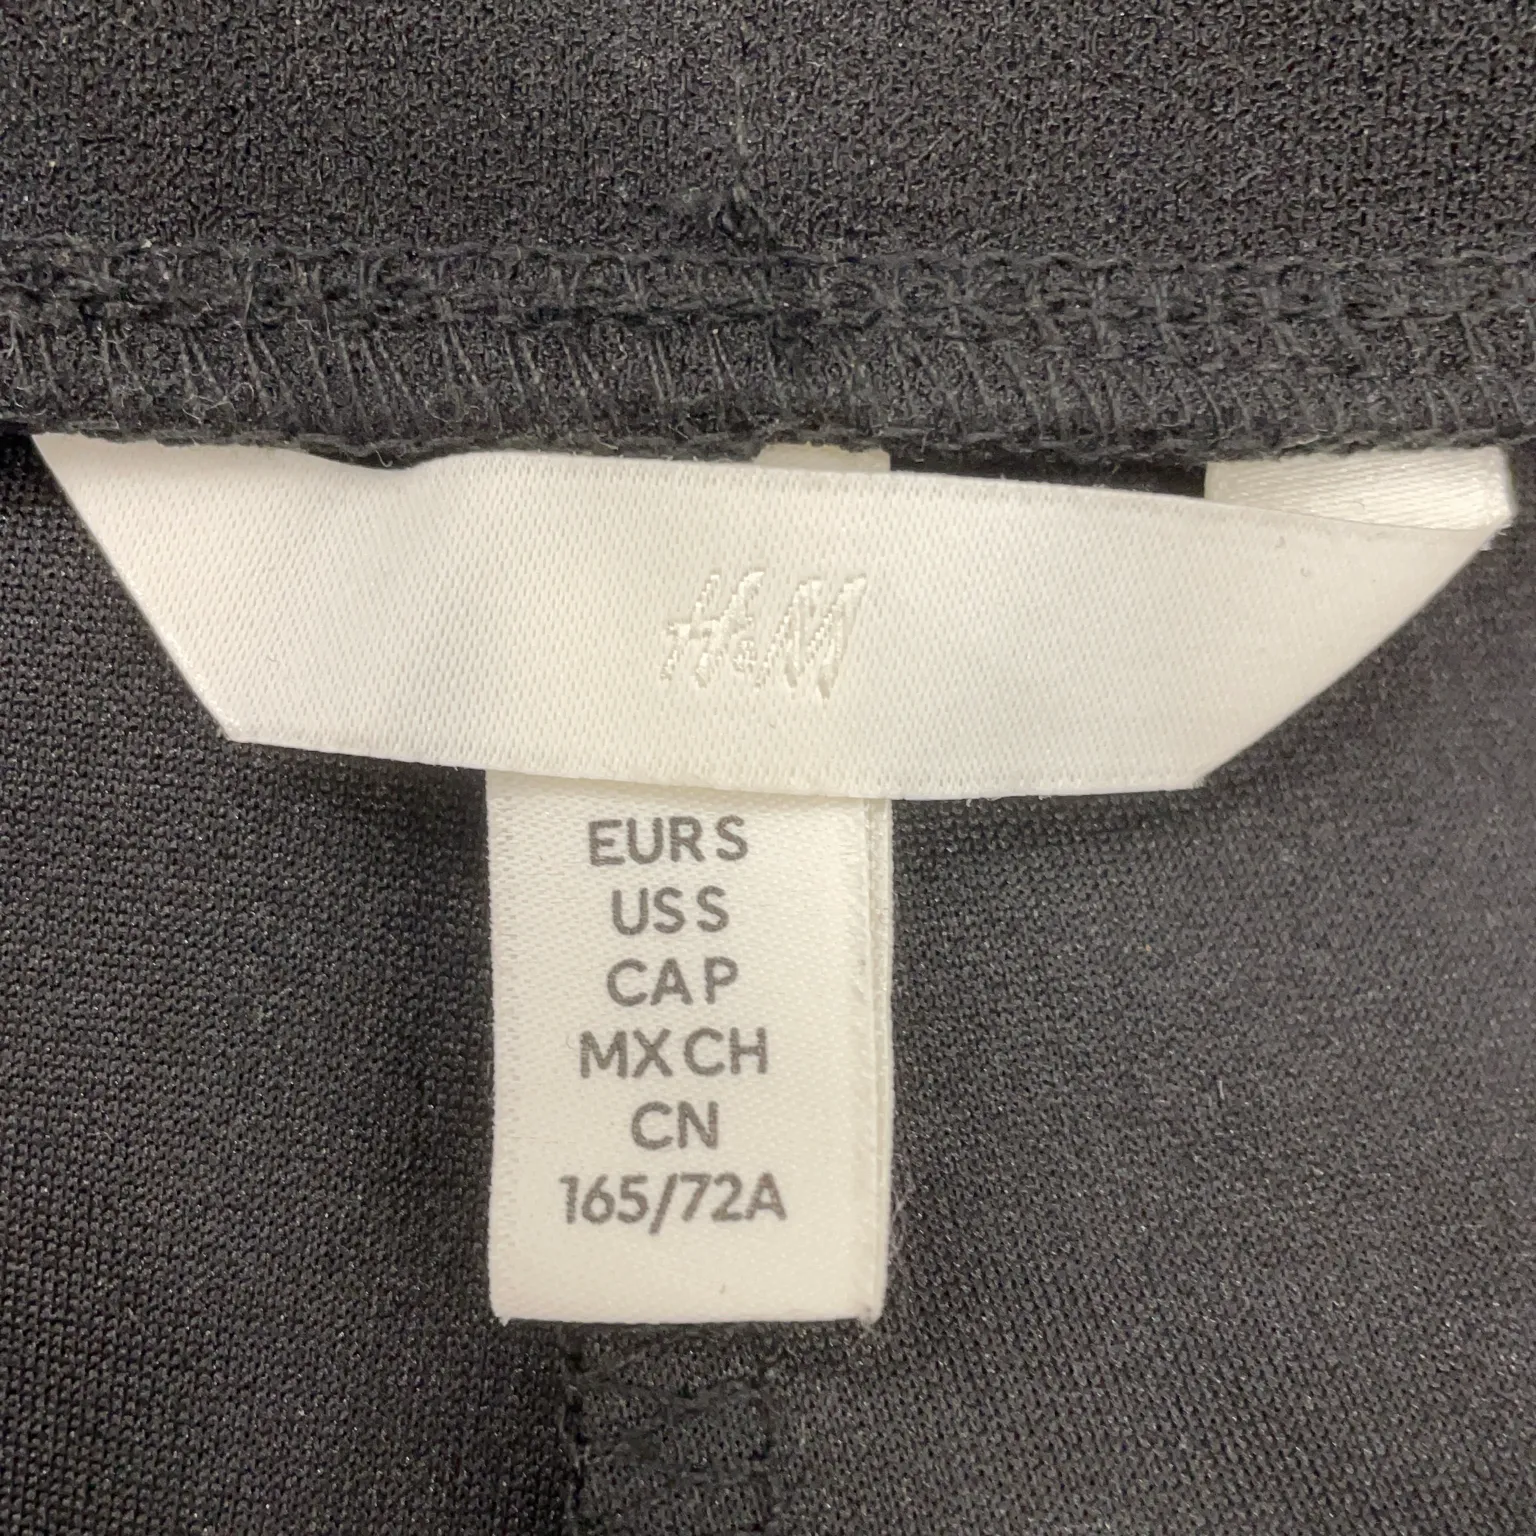 H&M
EUR S
US S
CA P
MX CH
CN
165/72A